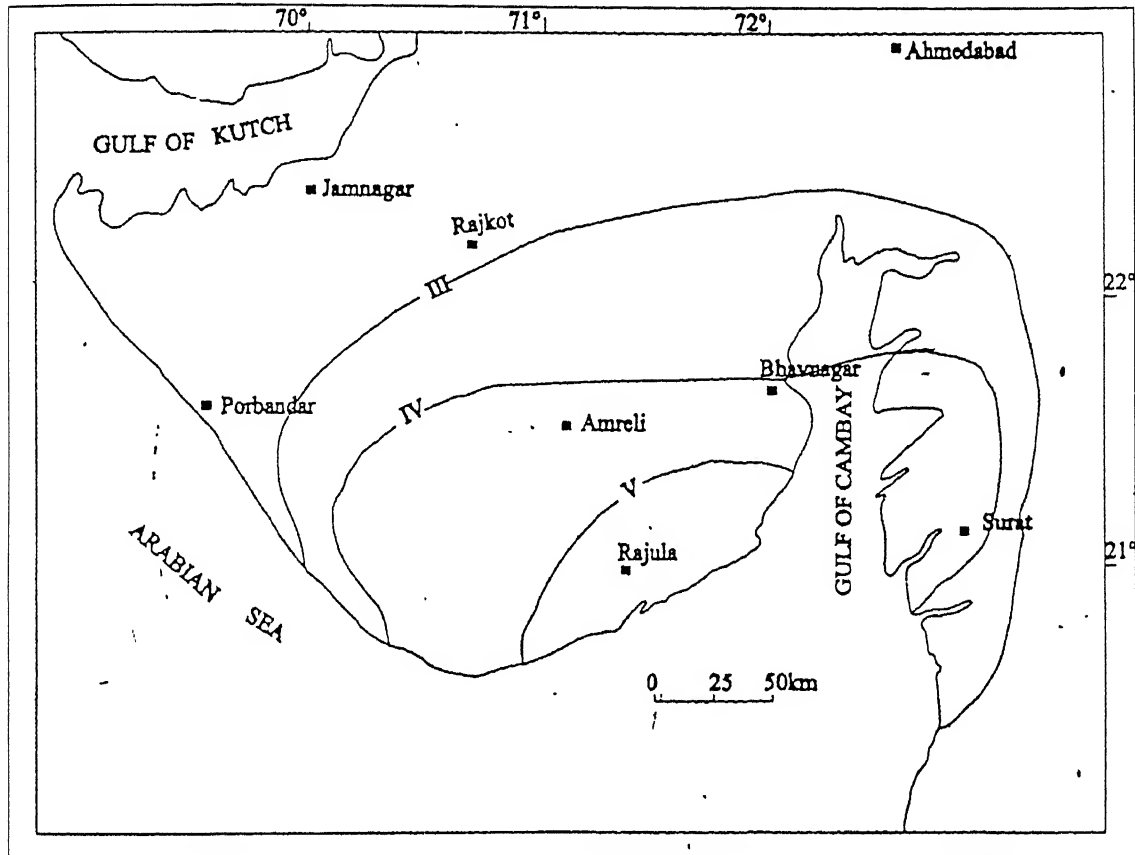 70°
71°
72°
Ahmedabad
GULF OF KUTCH
Jamnagar
Rajkot
III
22°
Bhavnagar
Porbandar
IV
Amreli
GULF OF CAMBAY
V
Surat
ARABIAN SEA
Rajula
21°
0 25 50km